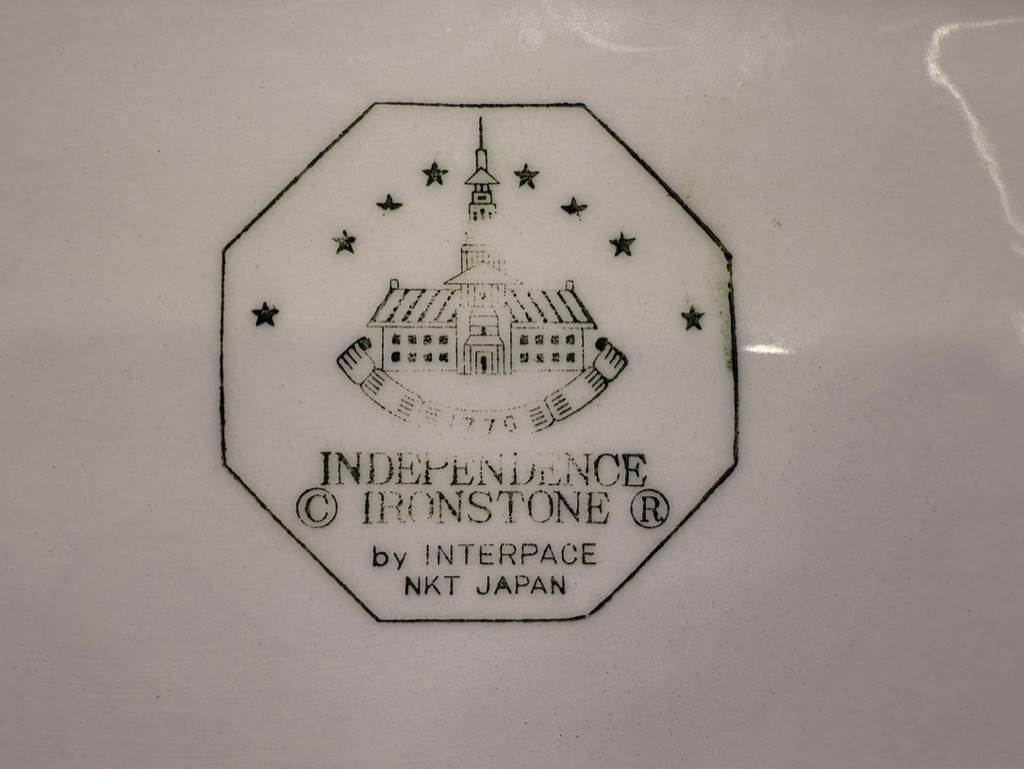 1776
INDEPENDENCE
© IRONSTONE ®
by INTERPACE
NKT JAPAN